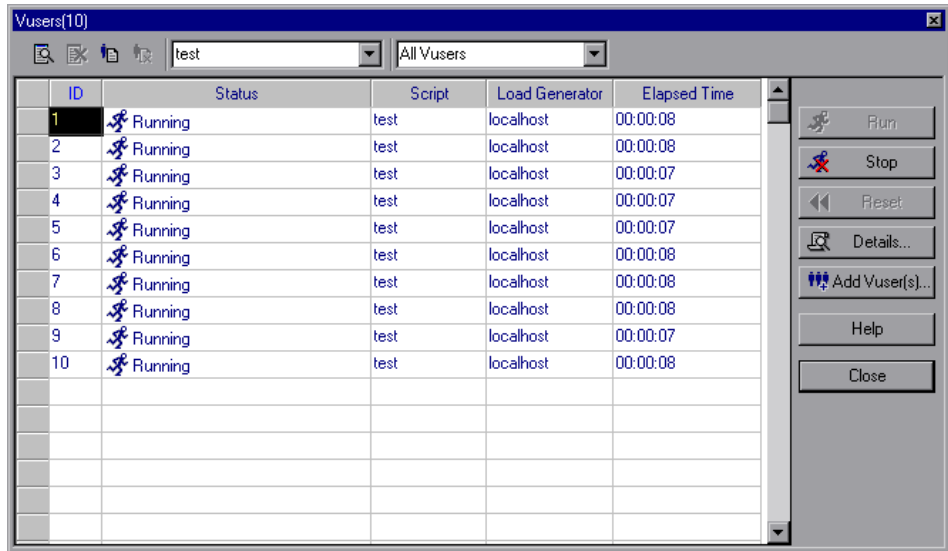 Vusers(10)
test All Vusers
ID Status Script Load Generator Elapsed Time
1 Running test localhost 00:00:08
2 Running test localhost 00:00:08
3 Running test localhost 00:00:07
4 Running test localhost 00:00:07
5 Running test localhost 00:00:07
6 Running test localhost 00:00:08
7 Running test localhost 00:00:08
8 Running test localhost 00:00:08
9 Running test localhost 00:00:07
10 Running test localhost 00:00:08
Run
Stop
Reset
Details...
Add Vuser(s)...
Help
Close